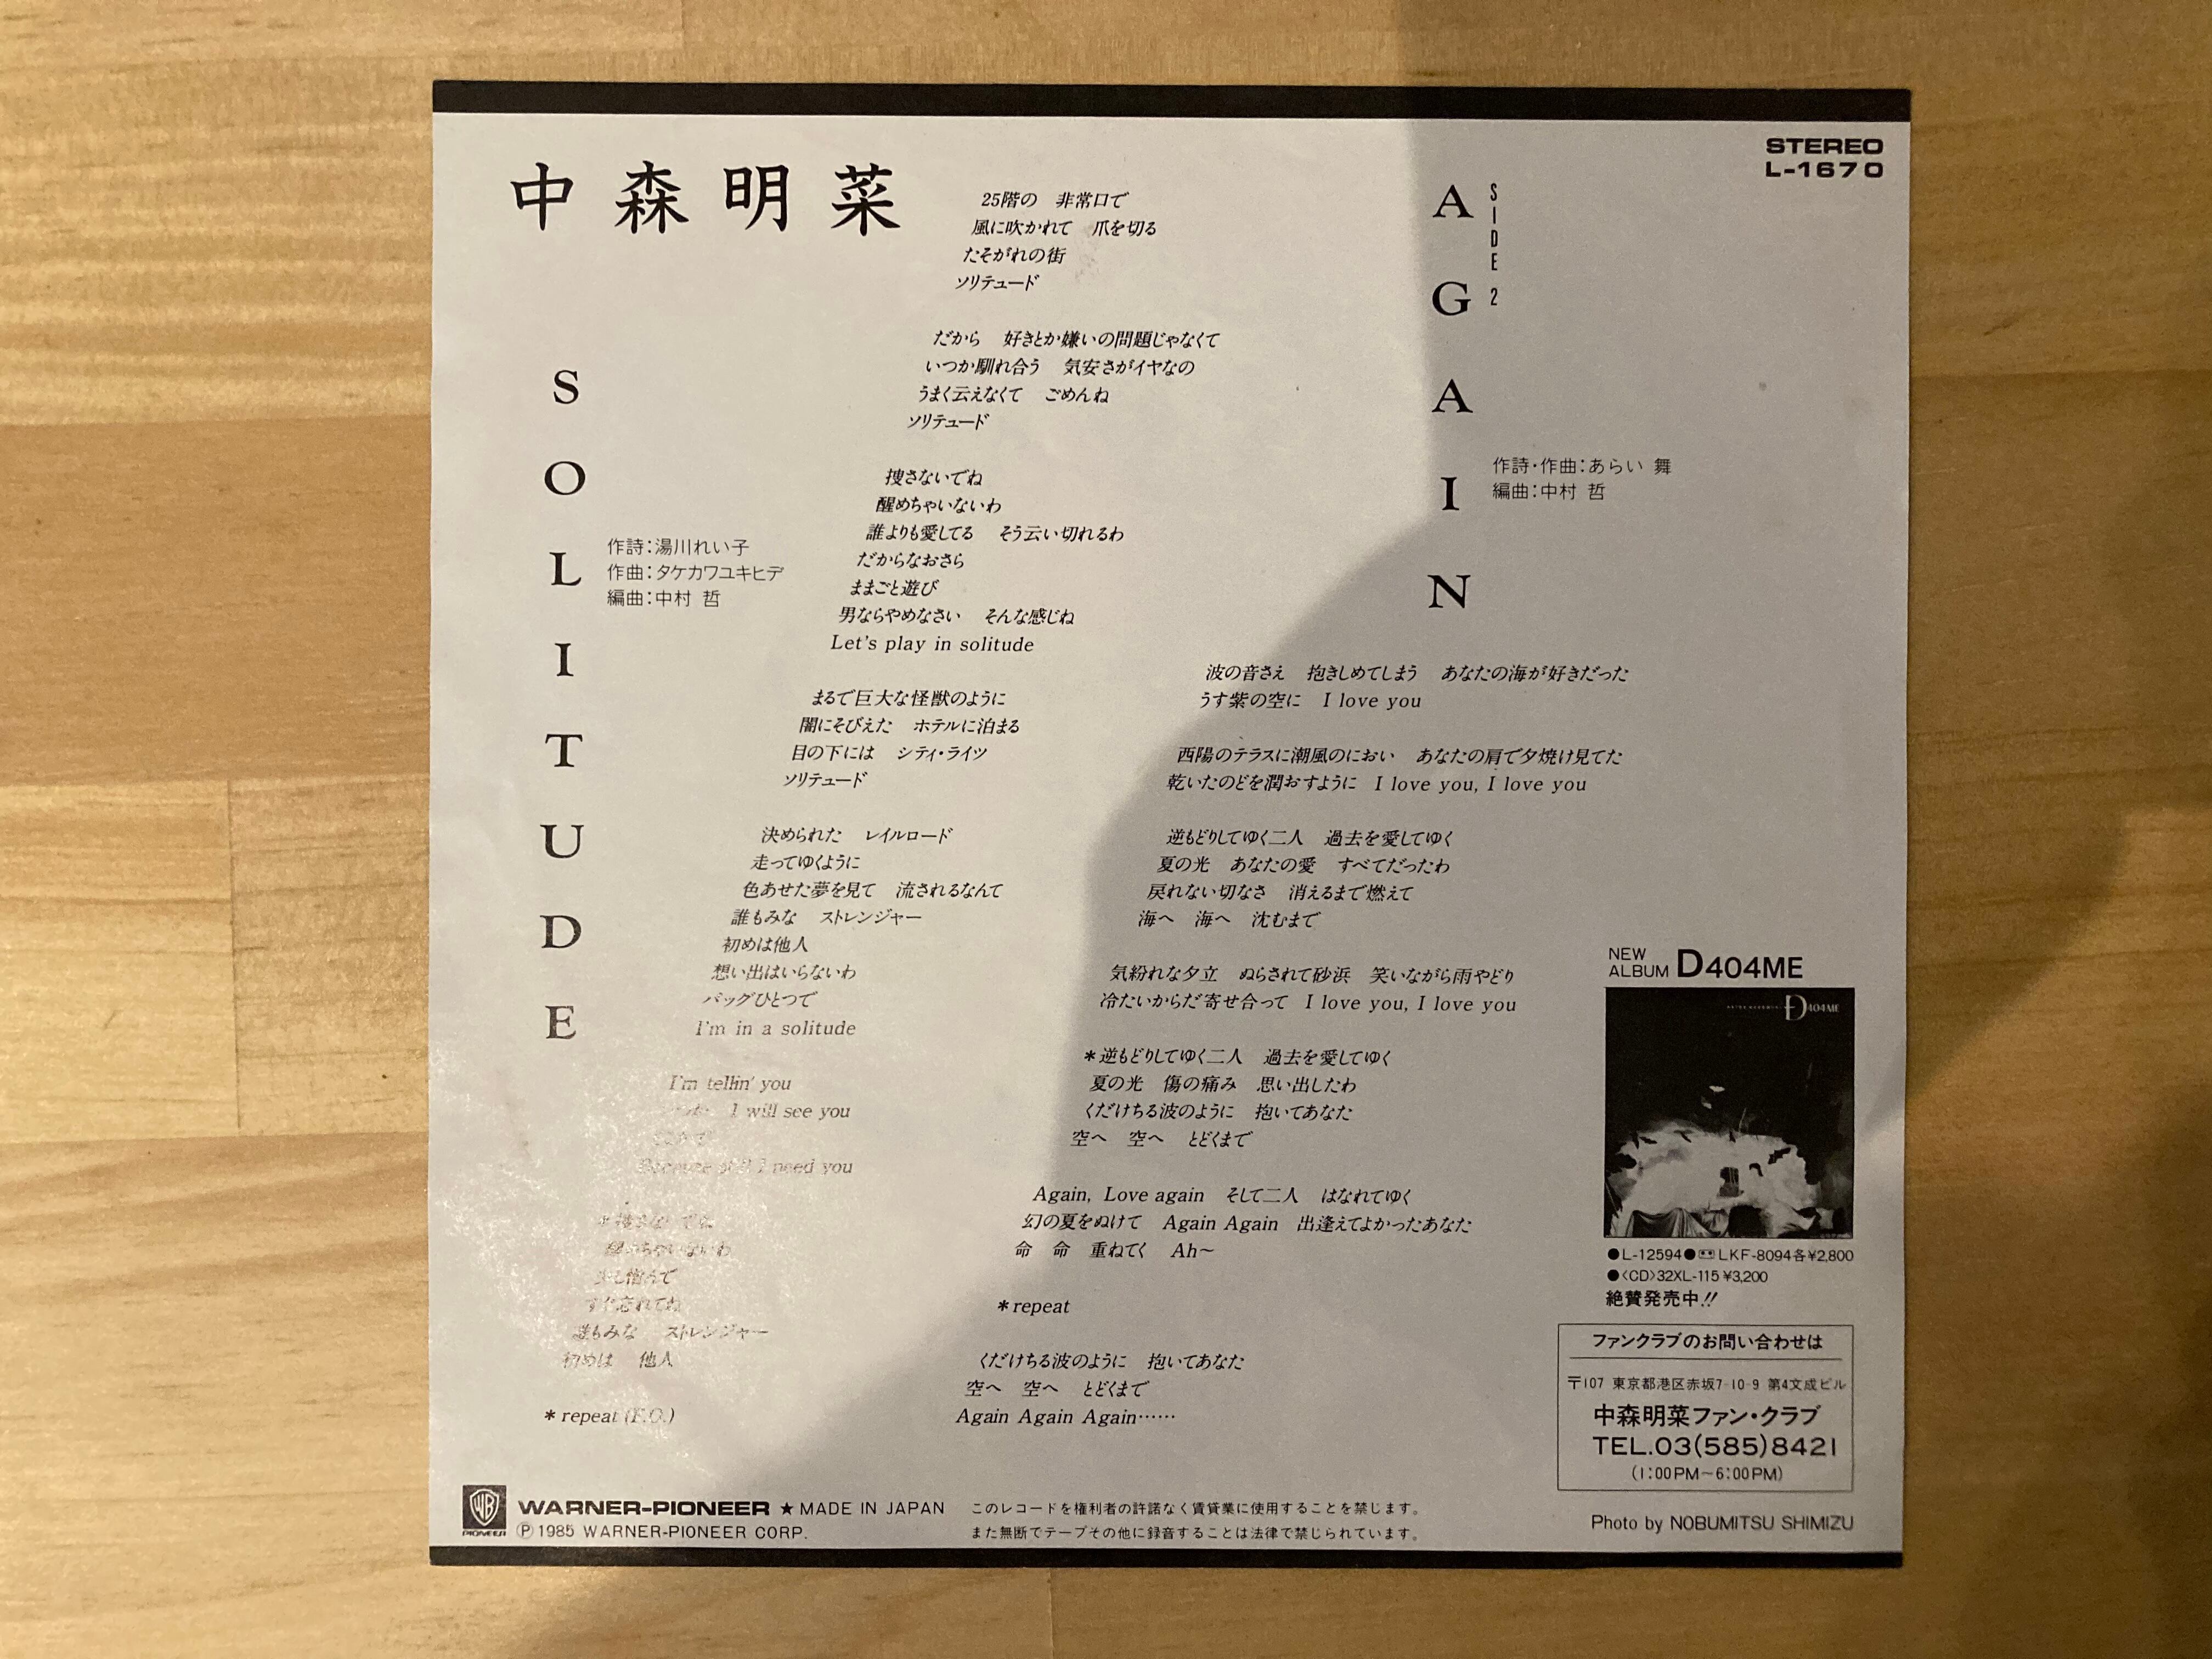 中森明菜
STEREO
L-1670
SOLITUDE
作詩：湯川れい子
作曲：タケカワユキヒデ
編曲：中村 哲
25階の　非常口で
風に吹かれて　爪を切る
たそがれの街
ソリテュード
だから　好きとか嫌いの問題じゃなくて
いつか馴れ合う　気安さがイヤなの
うまく云えなくて　ごめんね
ソリテュード
捜さないでね
醒めちゃいないわ
誰よりも愛してる　そう云い切れるわ
だからなおさら
ままごと遊び
男ならやめなさい　そんな感じね
Let's play in solitude
まるで巨大な怪獣のように
闇にそびえた　ホテルに泊まる
目の下には　シティ・ライツ
ソリテュード
決められた　レイルロード
走ってゆくように
色あせた夢を見て　流されるなんて
誰もみな　ストレンジャー
初めは他人
想い出はいらないわ
バッグひとつで
I'm in a solitude
I'm tellin' you
I will see you
Because still I need you
＊捜さないでね
醒めちゃいないわ
少し憎んで
すぐ忘れてね
誰もみな　ストレンジャー
初めは　他人
＊repeat (F.O.)
AGAIN
SIDE 2
作詩・作曲：あらい 舞
編曲：中村 哲
波の音さえ　抱きしめてしまう　あなたの海が好きだった
うす紫の空に　I love you
西陽のテラスに潮風のにおい　あなたの肩で夕焼け見てた
乾いたのどを潤おすように　I love you, I love you
逆もどりしてゆく二人　過去を愛してゆく
夏の光　あなたの愛　すべてだったわ
戻れない切なさ　消えるまで燃えて
海へ　海へ　沈むまで
気紛れな夕立　ぬらされて砂浜　笑いながら雨やどり
冷たいからだ寄せ合って　I love you, I love you
＊逆もどりしてゆく二人　過去を愛してゆく
夏の光　傷の痛み　思い出したわ
くだけちる波のように　抱いてあなた
空へ　空へ　とどくまで
Again, Love again　そして二人　はなれてゆく
幻の夏をぬけて　Again Again　出逢えてよかったあなた
命　命　重ねてく　Ah〜
＊repeat
くだけちる波のように　抱いてあなた
空へ　空へ　とどくまで
Again Again Again……
NEW ALBUM D404ME
D404ME
●L-12594●LKF-8094各¥2,800
●〈CD〉32XL-115 ¥3,200
絶賛発売中!!
ファンクラブのお問い合わせは
〒107 東京都港区赤坂7-10-9 第4文成ビル
中森明菜ファン・クラブ
TEL.03(585)8421
(1:00PM〜6:00PM)
Photo by NOBUMITSU SHIMIZU
WB
PIONEER
WARNER-PIONEER ★ MADE IN JAPAN
Ⓟ1985 WARNER-PIONEER CORP.
このレコードを権利者の許諾なく賃貸業に使用することを禁じます。
また無断でテープその他に録音することは法律で禁じられています。